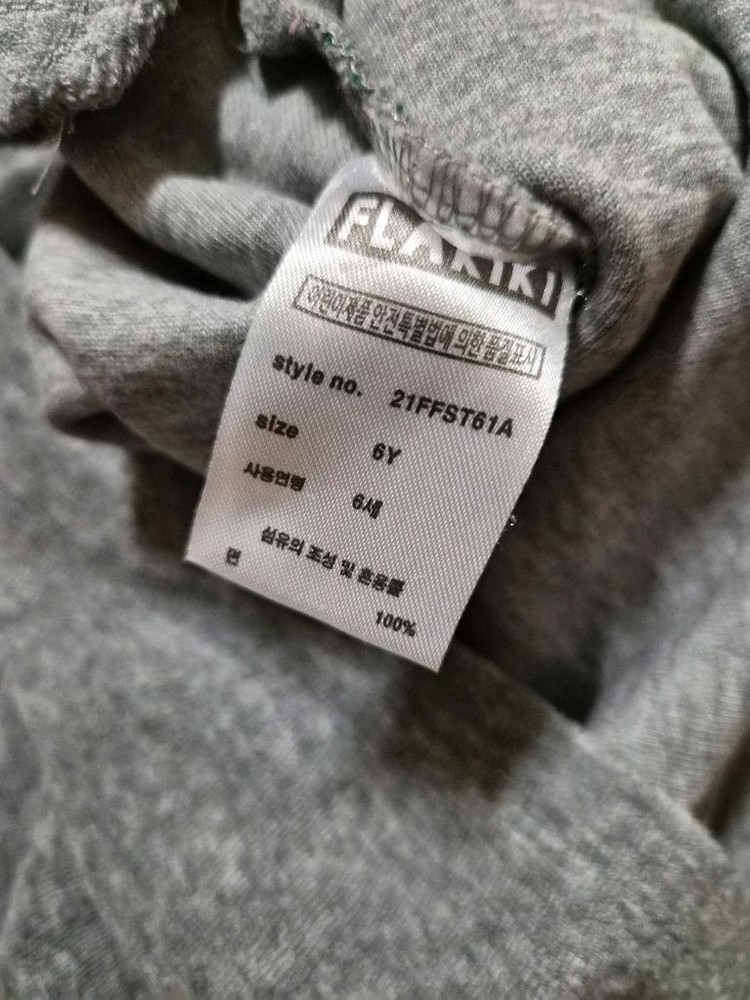 FLAKIKI
어린이제품 안전특별법에 의한 품질표시
style no. 21FFST61A
size 6Y
사용연령 6세
섬유의 조성 및 혼용률
면 100%